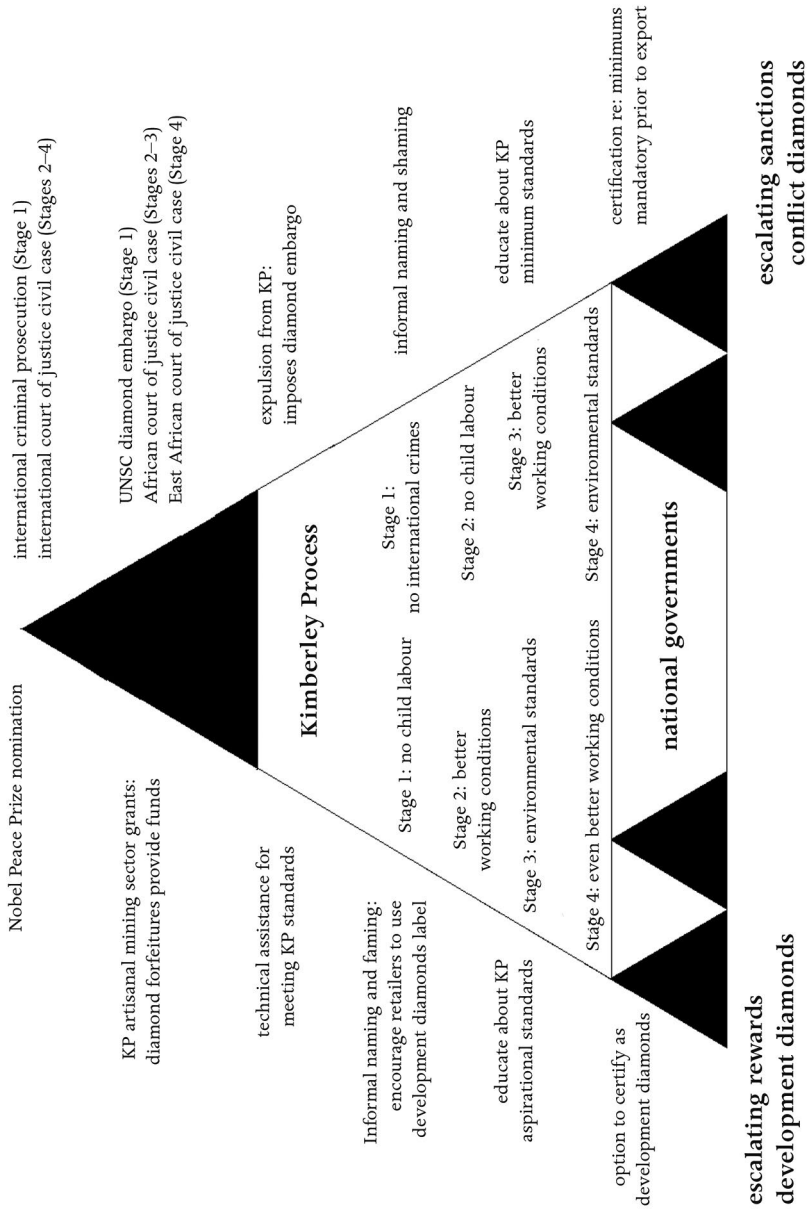 Nobel Peace Prize nomination
international criminal prosecution (Stage 1)
international court of justice civil case (Stages 2–4)
KP artisanal mining sector grants:
diamond forfeitures provide funds
UNSC diamond embargo (Stage 1)
African court of justice civil case (Stages 2–3)
East African court of justice civil case (Stage 4)
technical assistance for
meeting KP standards
Kimberley Process
expulsion from KP:
imposes diamond embargo
Informal naming and faming:
encourage retailers to use
development diamonds label
Stage 1: no child labour
Stage 1:
no international crimes
informal naming and shaming
Stage 2: better
working conditions
Stage 2: no child labour
educate about KP
aspirational standards
Stage 3: environmental standards
Stage 3: better
working conditions
educate about KP
minimum standards
Stage 4: even better working conditions
Stage 4: environmental standards
option to certify as
development diamonds
national governments
certification re: minimums
mandatory prior to export
escalating rewards
development diamonds
escalating sanctions
conflict diamonds